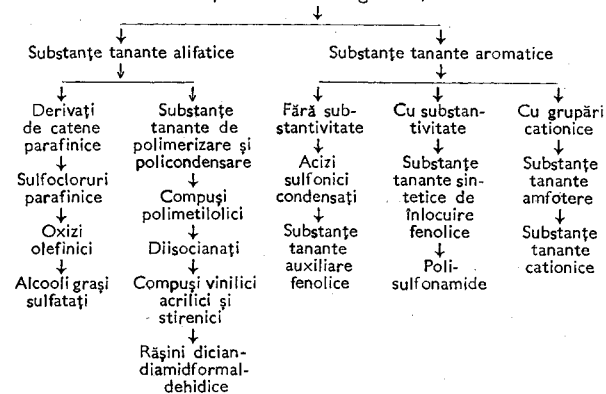 Substanțe tanante alifatice
Substanțe tanante aromatice
Derivați
de catene
parafinice
Sulfocloruri
parafinice
Oxizi
olefinici
Alcooli grași
sulfatați
Substanțe
tanante de
polimerizare și
policondensare
Compuși
polimetilolici
Diisocianați
Compuși vinilici
acrilici și
stirenici
Rășini dician-
diamidformal-
dehidice
Fără sub-
stantivitate
Acizi
sulfonici
condensați
Substanțe
tanante
auxiliare
fenolice
Cu substan-
tivitate
Substanțe
tanante sin-
tetice de
înlocuire
fenolice
Poli-
sulfonamide
Cu grupări
cationice
Substanțe
tanante
amfotere
Substanțe
tanante
cationice